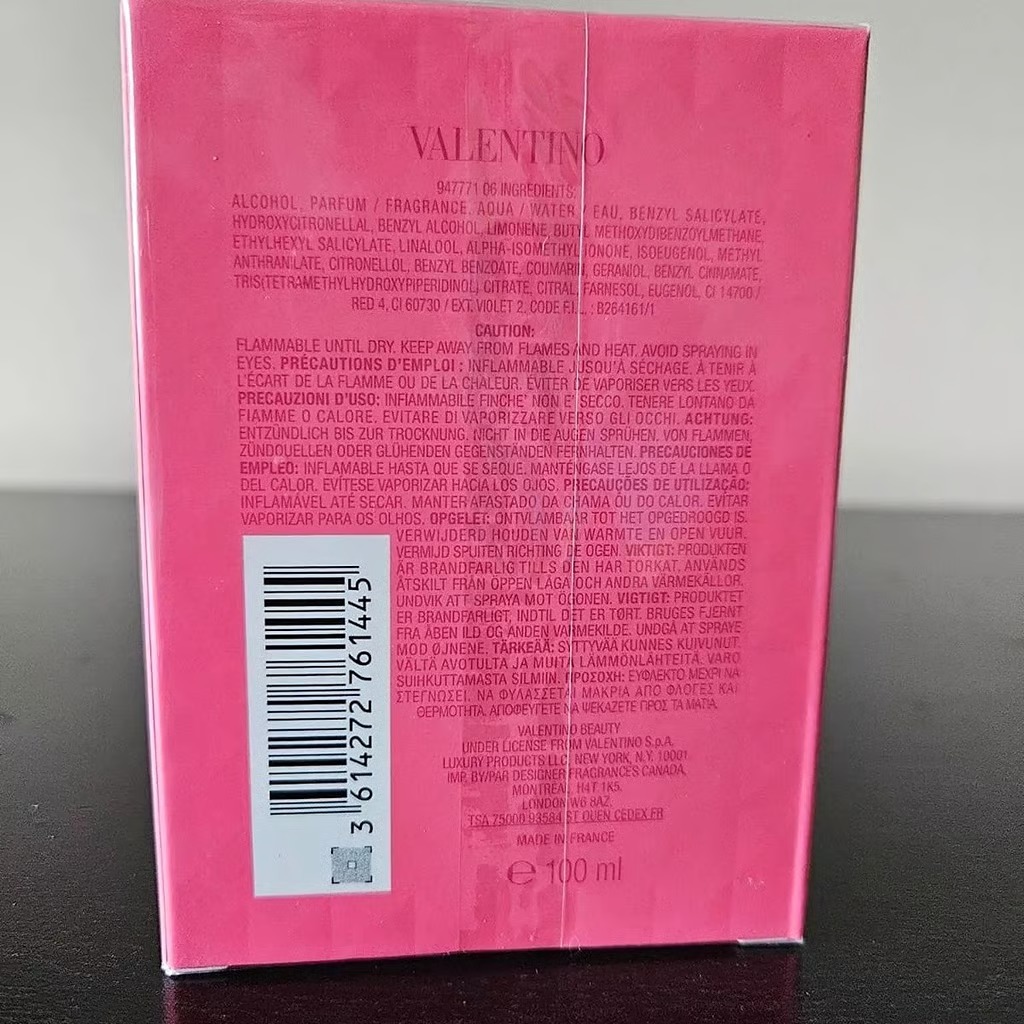 VALENTINO
947771 06 INGREDIENTS:
ALCOHOL, PARFUM / FRAGRANCE, AQUA / WATER / EAU, BENZYL SALICYLATE,
HYDROXYCITRONELLAL, BENZYL ALCOHOL, LIMONENE, BUTYL METHOXYDIBENZOYLMETHANE,
ETHYLHEXYL SALICYLATE, LINALOOL, ALPHA-ISOMETHYL IONONE, ISOEUGENOL, METHYL
ANTHRANILATE, CITRONELLOL, BENZYL BENZOATE, COUMARIN, GERANIOL, BENZYL CINNAMATE,
TRIS(TETRAMETHYLHYDROXYPIPERIDINOL) CITRATE, CITRAL, FARNESOL, EUGENOL, CI 14700 /
RED 4, CI 60730 / EXT. VIOLET 2. CODE F.I.L. : B264161/1
CAUTION:
FLAMMABLE UNTIL DRY. KEEP AWAY FROM FLAMES AND HEAT. AVOID SPRAYING IN
EYES. PRÉCAUTIONS D'EMPLOI : INFLAMMABLE JUSQU'À SÉCHAGE. À TENIR À
L'ÉCART DE LA FLAMME OU DE LA CHALEUR. ÉVITER DE VAPORISER VERS LES YEUX.
PRECAUZIONI D'USO: INFIAMMABILE FINCHE' NON E' SECCO. TENERE LONTANO DA
FIAMME O CALORE. EVITARE DI VAPORIZZARE VERSO GLI OCCHI. ACHTUNG:
ENTZÜNDLICH BIS ZUR TROCKNUNG. NICHT IN DIE AUGEN SPRÜHEN. VON FLAMMEN,
ZÜNDQUELLEN ODER GLÜHENDEN GEGENSTÄNDEN FERNHALTEN. PRECAUCIONES DE
EMPLEO: INFLAMABLE HASTA QUE SE SEQUE. MANTÉNGASE LEJOS DE LA LLAMA O
DEL CALOR. EVÍTESE VAPORIZAR HACIA LOS OJOS. PRECAUÇÕES DE UTILIZAÇÃO:
INFLAMÁVEL ATÉ SECAR. MANTER AFASTADO DA CHAMA OU DO CALOR. EVITAR
VAPORIZAR PARA OS OLHOS. OPGELET: ONTVLAMBAAR TOT HET OPGEDROOGD IS.
VERWIJDERD HOUDEN VAN WARMTE EN OPEN VUUR.
VERMIJD SPUITEN RICHTING DE OGEN. VIKTIGT: PRODUKTEN
ÄR BRANDFARLIG TILLS DEN HAR TORKAT. ANVÄNDS
ÅTSKILT FRÅN ÖPPEN LÅGA OCH ANDRA VÄRMEKÄLLOR.
UNDVIK ATT SPRAYA MOT ÖGONEN. VIGTIGT: PRODUKTET
ER BRANDFARLIGT, INDTIL DET ER TØRT. BRUGES FJERNT
FRA ÅBEN ILD OG ANDEN VARMEKILDE. UNDGÅ AT SPRAYE
MOD ØJNENE. TÄRKEÄÄ: SYTTYVÄÄ KUNNES KUIVUNUT.
VÄLTÄ AVOTULTA JA MUITA LÄMMÖNLÄHTEITÄ. VARO
SUIHKUTTAMASTA SILMIIN. ΠΡΟΣΟΧΗ: ΕΥΦΛΕΚΤΟ ΜΕΧΡΙ ΝΑ
ΣΤΕΓΝΩΣΕΙ. ΝΑ ΦΥΛΑΣΣΕΤΑΙ ΜΑΚΡΙΑ ΑΠΟ ΦΛΟΓΕΣ ΚΑΙ
ΘΕΡΜΟΤΗΤΑ. ΑΠΟΦΕΥΓΕΤΕ ΝΑ ΨΕΚΑΖΕΤΕ ΠΡΟΣ ΤΑ ΜΑΤΙΑ.
VALENTINO BEAUTY
UNDER LICENSE FROM VALENTINO S.p.A.
LUXURY PRODUCTS LLC, NEW YORK, N.Y. 10001
IMP. BY/PAR DESIGNER FRAGRANCES CANADA,
MONTREAL, H4T 1K5.
LONDON W6 8AZ.
TSA 75000 93584 ST OUEN CEDEX FR
MADE IN FRANCE
℮ 100 ml
3 614272 761445